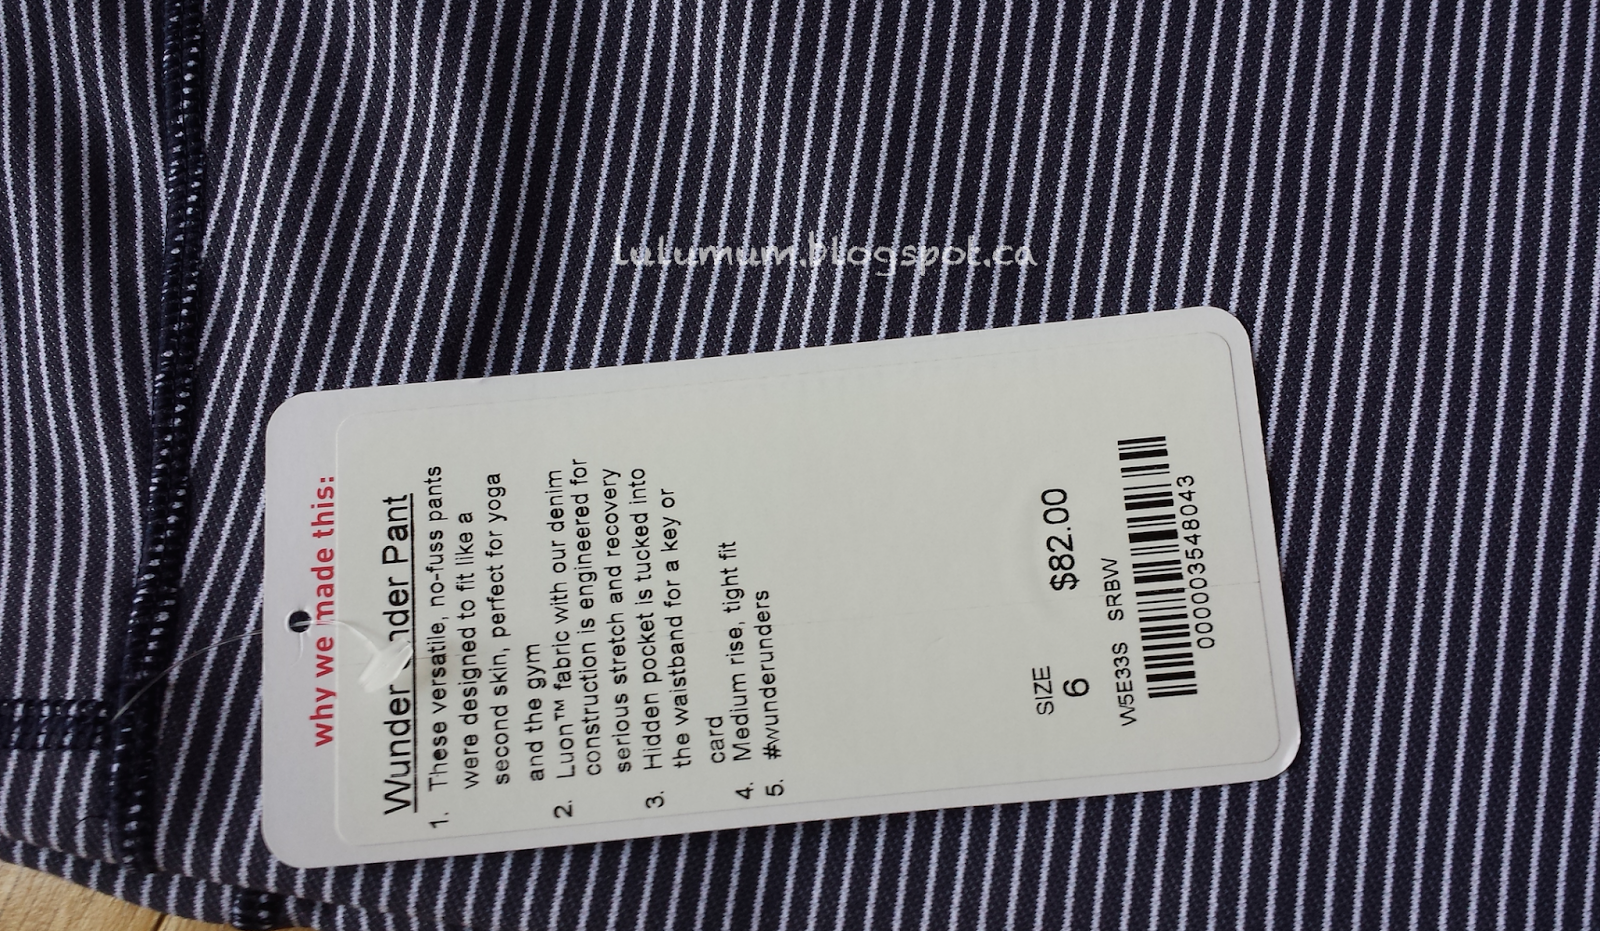 lulumum.blogspot.ca
why we made this:
Wunder Under Pant
1. These versatile, no-fuss pants
were designed to fit like a
second skin, perfect for yoga
and the gym
2. Luon™ fabric with our denim
construction is engineered for
serious stretch and recovery
3. Hidden pocket is tucked into
the waistband for a key or
card
4. Medium rise, tight fit
5. #wunderunders
SIZE
6
$82.00
W5E33S SRBW
000003548043